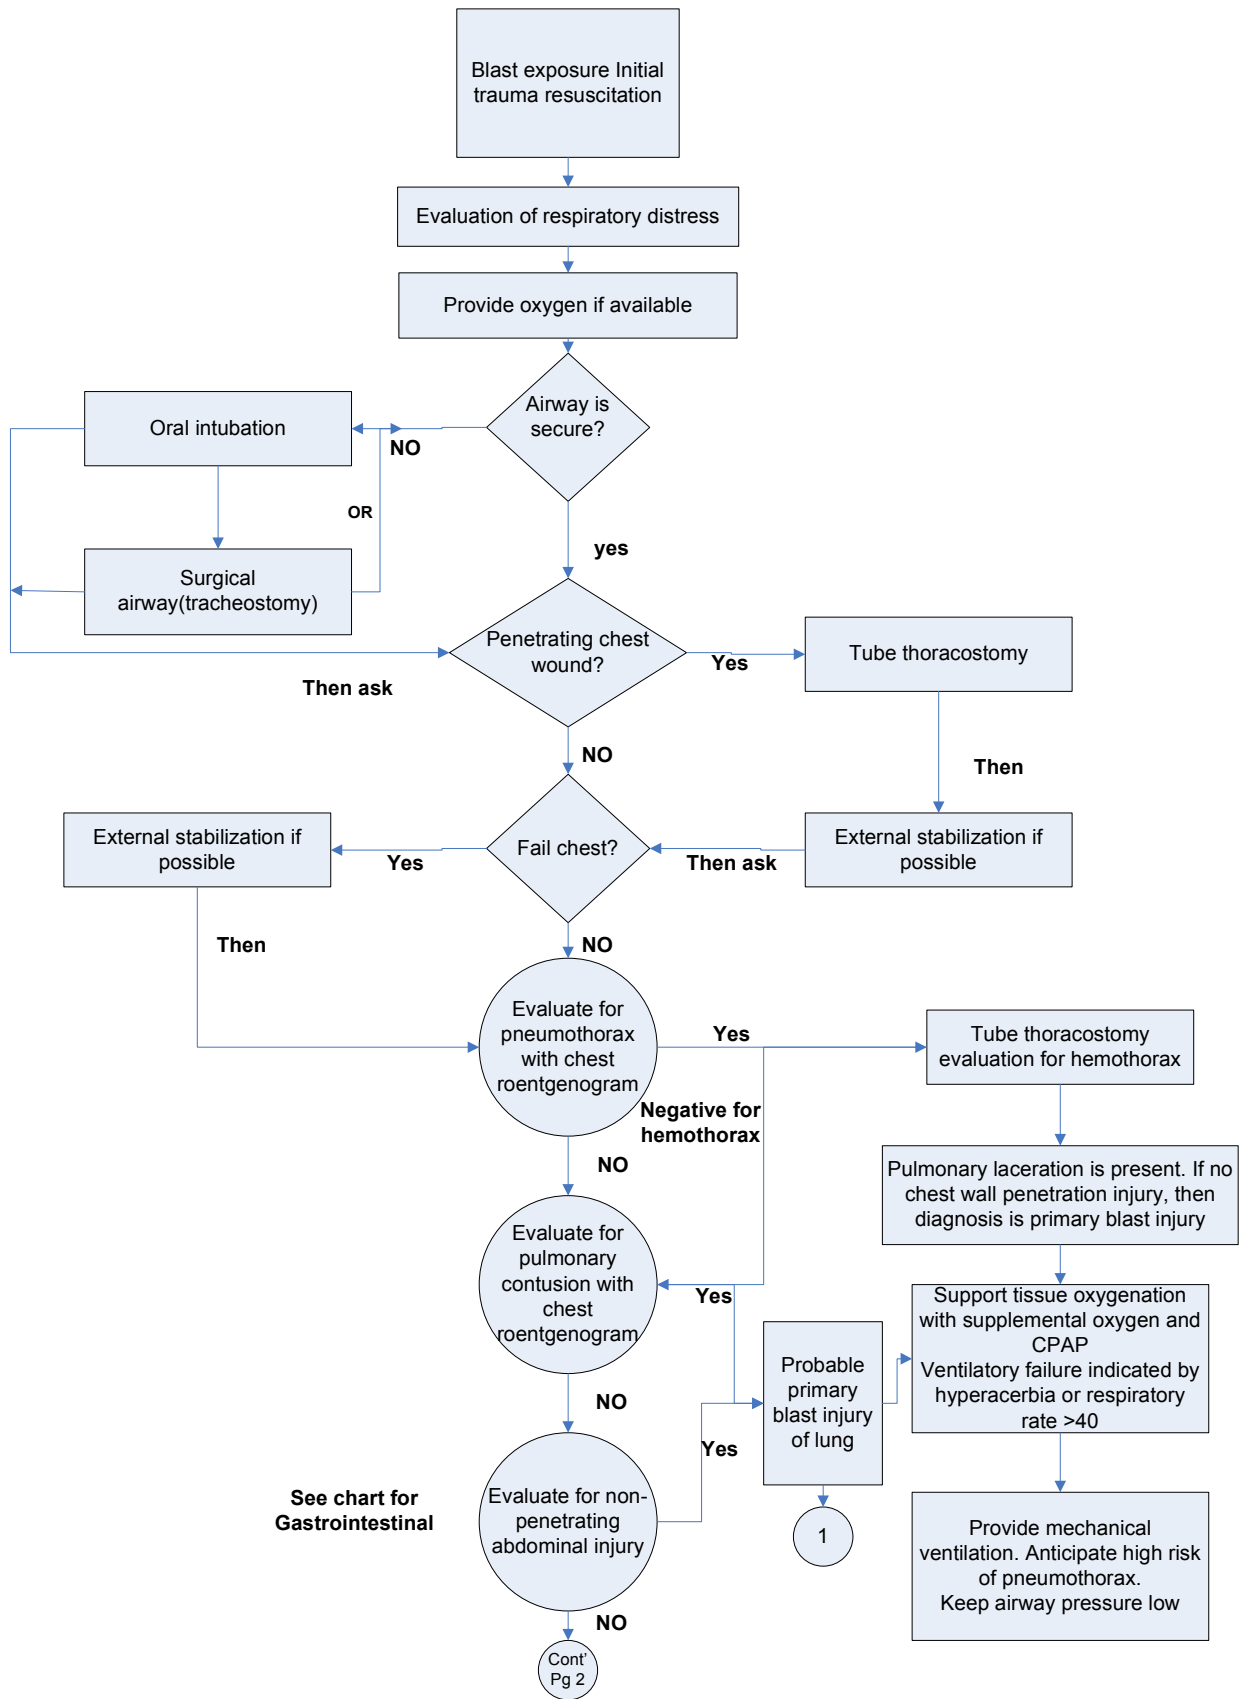 Blast exposure Initial
trauma resuscitation
Evaluation of respiratory distress
Provide oxygen if available
Airway is
secure?
NO
Oral intubation
OR
Surgical
airway(tracheostomy)
yes
Penetrating chest
wound?
Then ask
Yes
Tube thoracostomy
Then
External stabilization if
possible
Then ask
NO
Fail chest?
Yes
External stabilization if
possible
Then
NO
Evaluate for
pneumothorax
with chest
roentgenogram
Yes
Tube thoracostomy
evaluation for hemothorax
Negative for
hemothorax
NO
Pulmonary laceration is present. If no
chest wall penetration injury, then
diagnosis is primary blast injury
Evaluate for
pulmonary
contusion with
chest
roentgenogram
Yes
Probable
primary
blast injury
of lung
Support tissue oxygenation
with supplemental oxygen and
CPAP
Ventilatory failure indicated by
hyperacerbia or respiratory
rate >40
NO
Yes
See chart for
Gastrointestinal
Evaluate for non-
penetrating
abdominal injury
1
Provide mechanical
ventilation. Anticipate high risk
of pneumothorax.
Keep airway pressure low
NO
Cont'
Pg 2